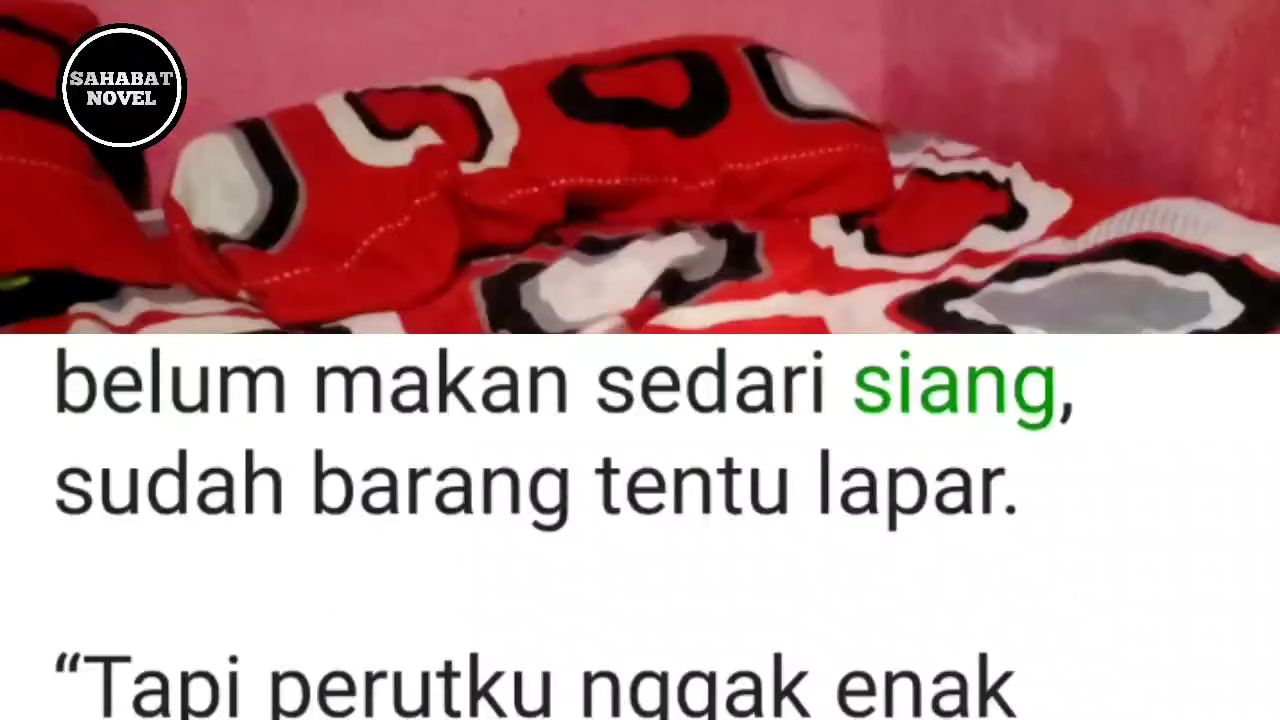 SAHABAT
NOVEL
belum makan sedari siang,
sudah barang tentu lapar.
“Tapi perutku nggak enak